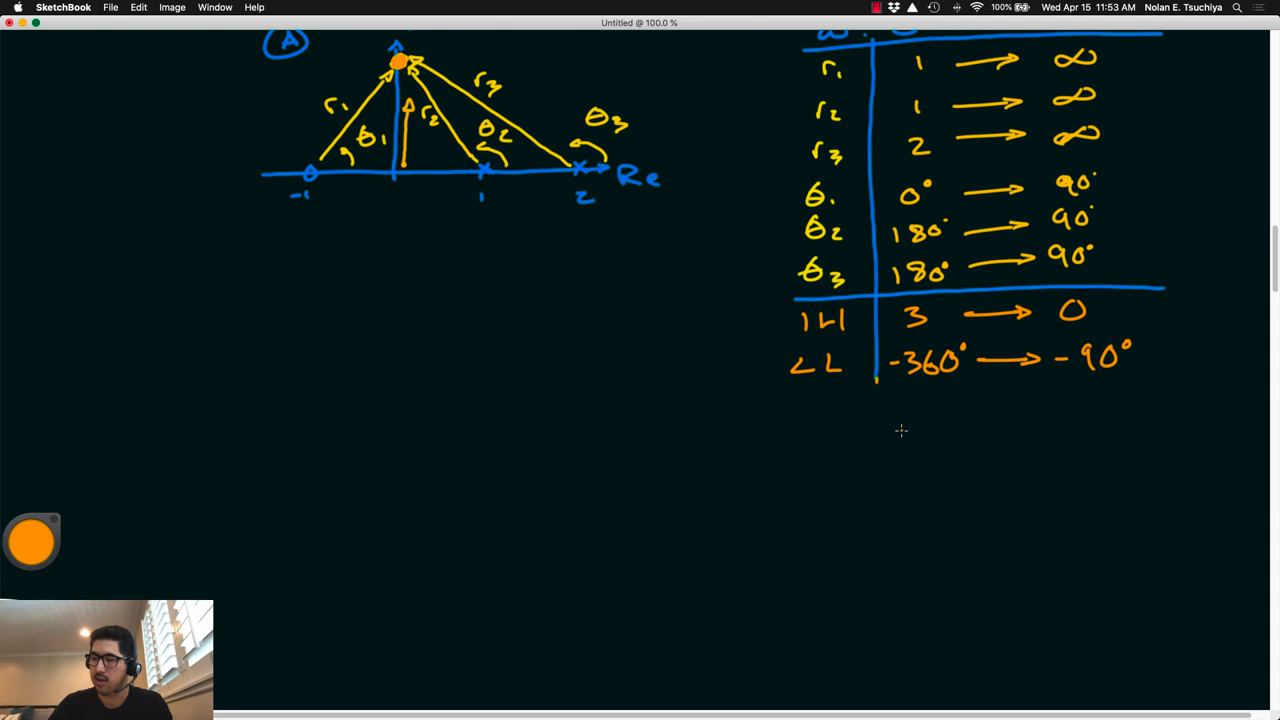 SketchBook File Edit Image Window Help 100% Wed Apr 15 11:53 AM Nolan E. Tsuchiya
Untitled @ 100.0 %
A
r1 θ1 r2 θ2 r3 θ3
Re
-1 1 2
r1 1 → ∞
r2 1 → ∞
r3 2 → ∞
θ1 0° → 90°
θ2 180° → 90°
θ3 180° → 90°
|L| 3 → 0
∠L -360° → -90°